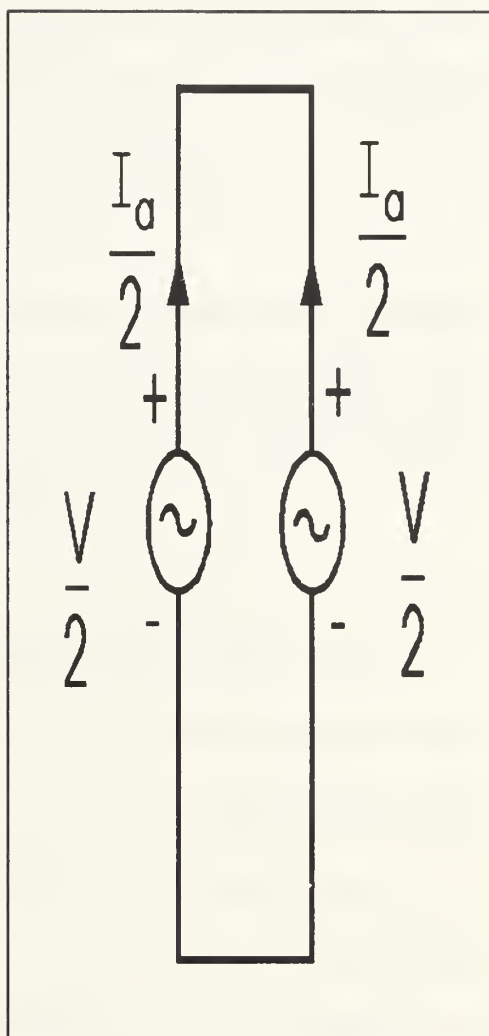 I_a/2 I_a/2
+ +
~ ~
V/2 V/2
- -